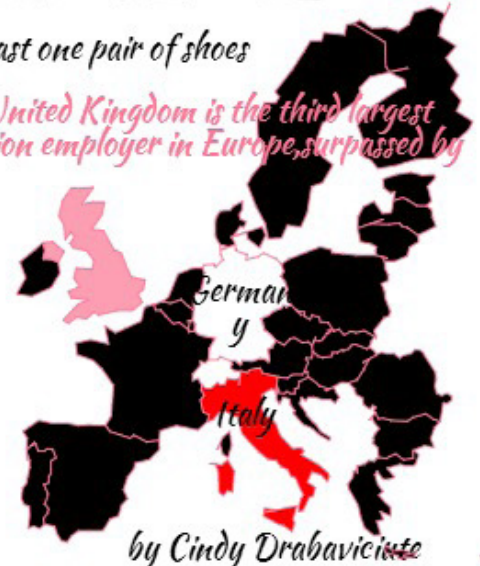 ast one pair of shoes
United Kingdom is the third largest
ion employer in Europe,surpassed by
German
y
Italy
by Cindy Drabaviciute